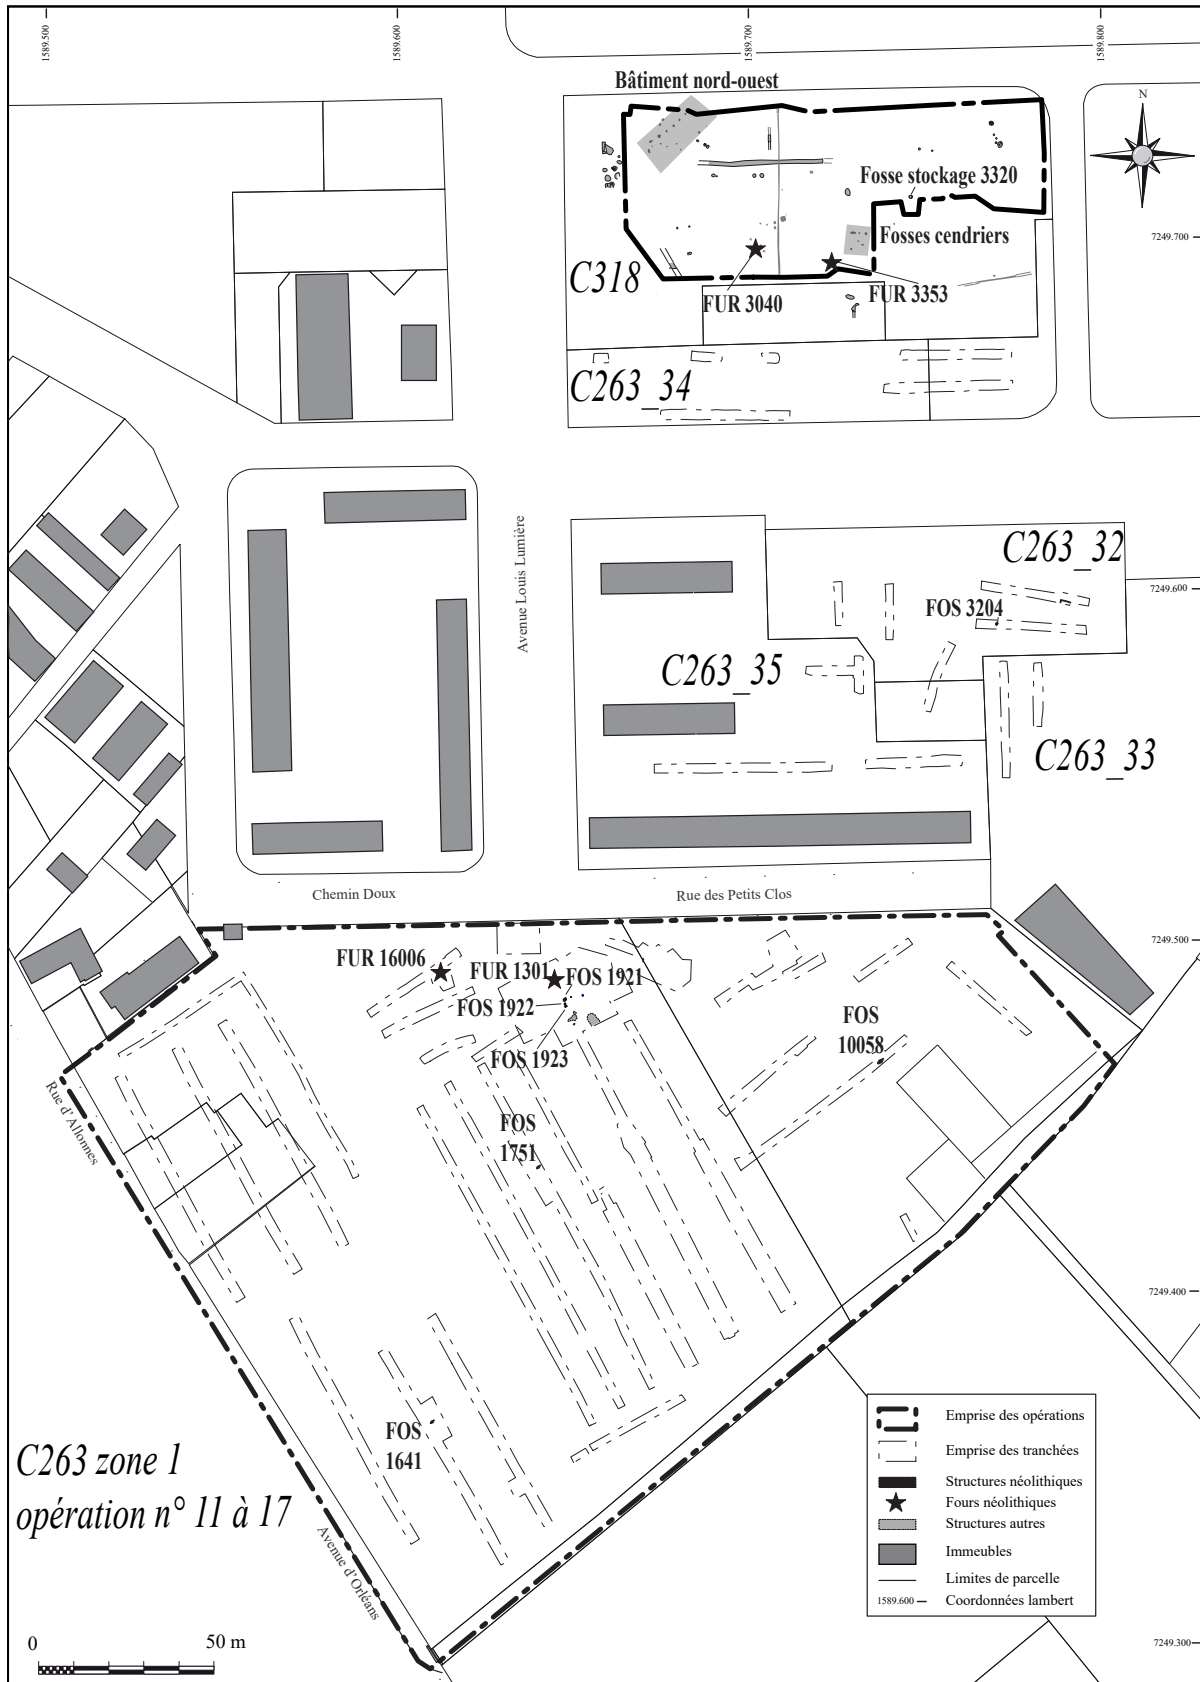 1589.500
1589.600
1589.700
1589.800
Bâtiment nord-ouest
N
Fosse stockage 3320
7249.700
Fosses cendriers
C318
FUR 3040
FUR 3353
C263_34
Avenue Louis Lumière
C263_32
7249.600
FOS 3204
C263_35
C263_33
Chemin Doux
Rue des Petits Clos
7249.500
FUR 16006
FUR 1301
FOS 1921
FOS 1922
FOS 1923
FOS
10058
Rue d'Allonnes
FOS
1751
7249.400
FOS
1641
C263 zone 1
opération n° 11 à 17
Avenue d'Orléans
Emprise des opérations
Emprise des tranchées
Structures néolithiques
Fours néolithiques
Structures autres
Immeubles
Limites de parcelle
1589.600
Coordonnées lambert
0
50 m
7249.300